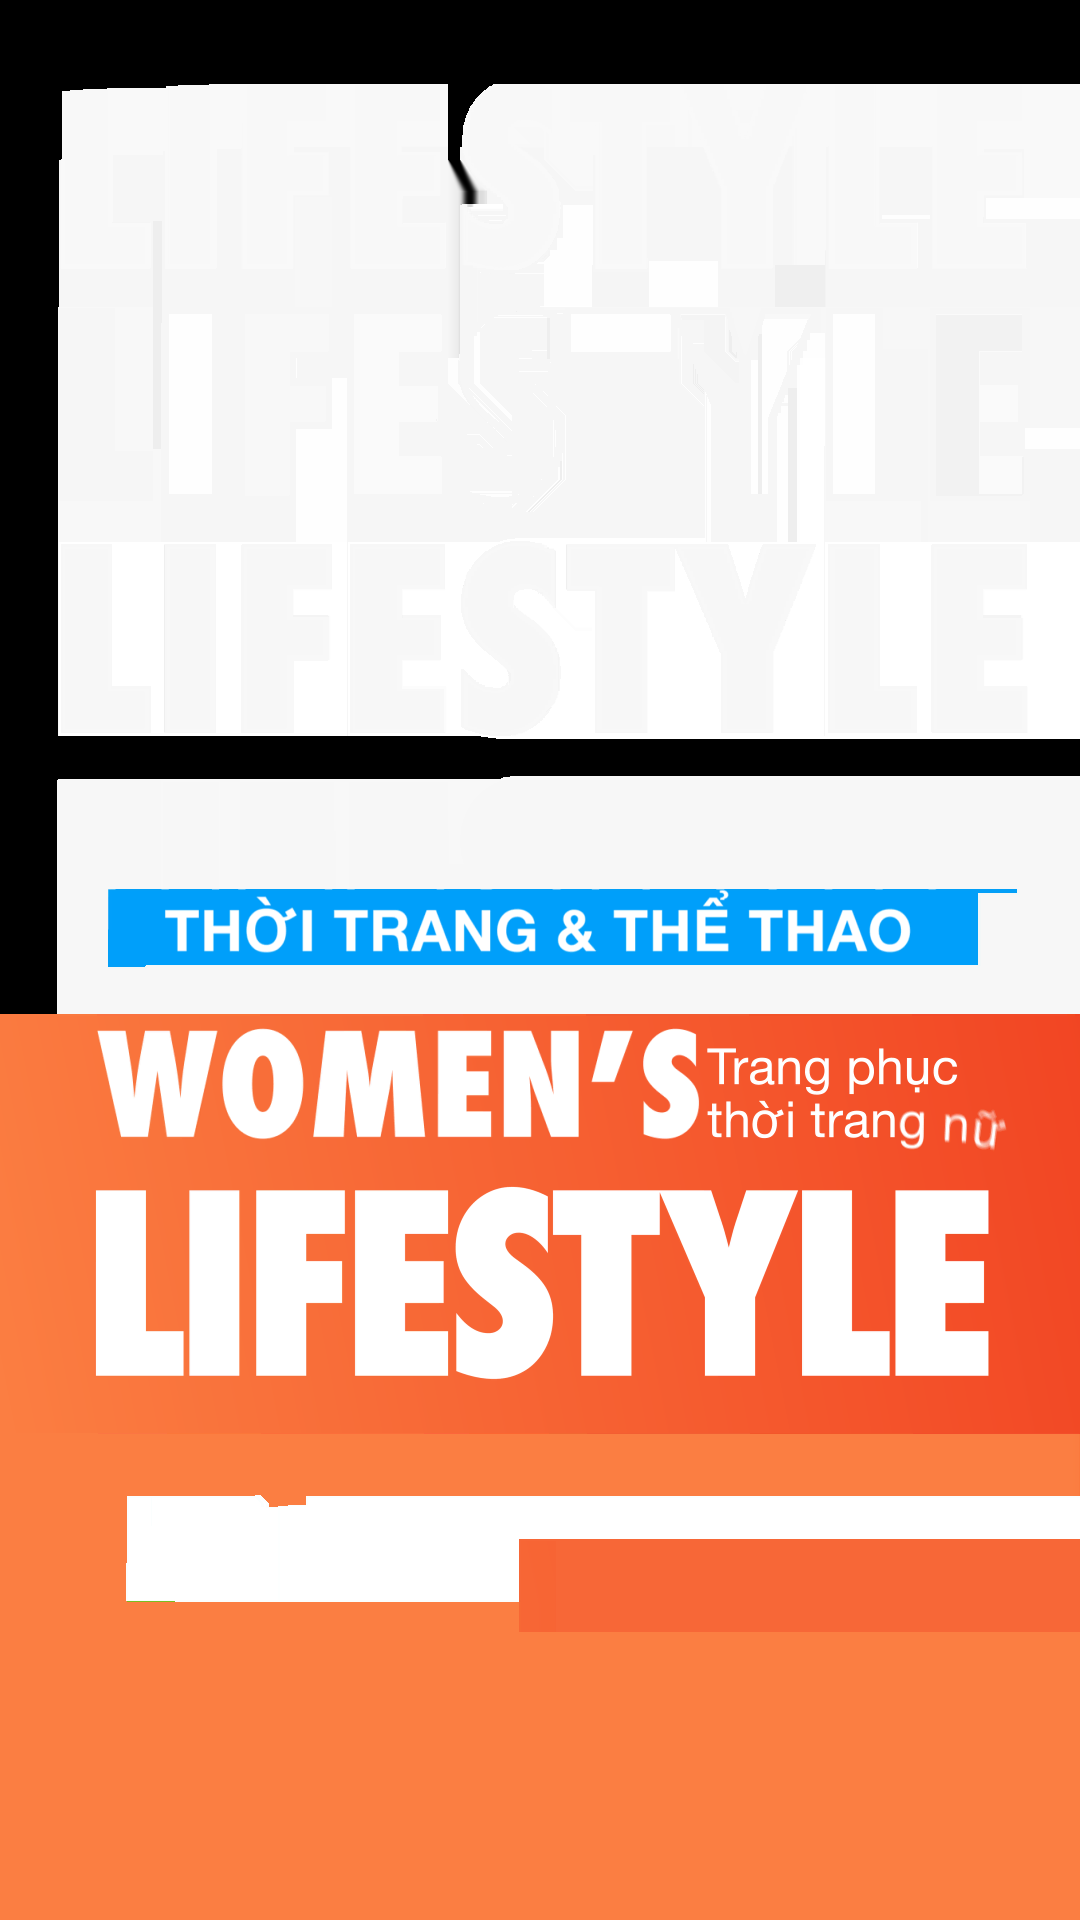 LIFESTYLE
LIFESTYLE
LIFESTYLE
THỜI TRANG & THỂ THAO
WOMEN’S
Trang phục
thời trang nữ
LIFESTYLE